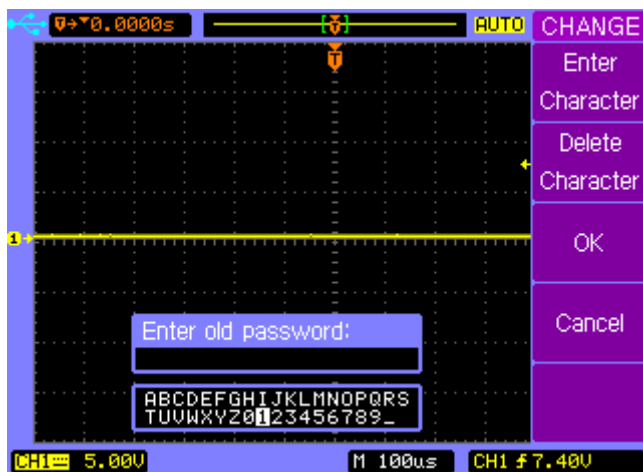 T→▼0.0000s
[T]
AUTO
CHANGE
Enter
Character
Delete
Character
OK
Cancel
T
1
Enter old password:
ABCDEFGHIJKLMNOPQRS
TUVWXYZ0123456789_
CH1 5.00V
M 100us
CH1 7.40V